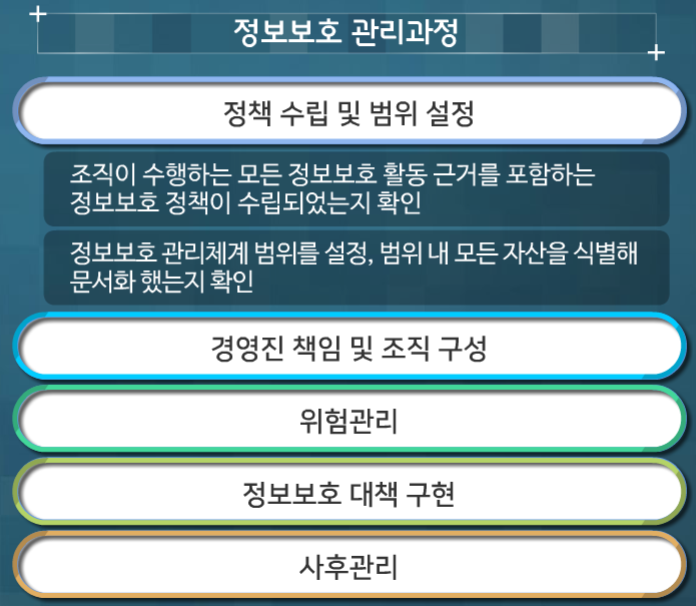 정보보호 관리과정
정책 수립 및 범위 설정
조직이 수행하는 모든 정보보호 활동 근거를 포함하는
정보보호 정책이 수립되었는지 확인
정보보호 관리체계 범위를 설정, 범위 내 모든 자산을 식별해
문서화 했는지 확인
경영진 책임 및 조직 구성
위험관리
정보보호 대책 구현
사후관리